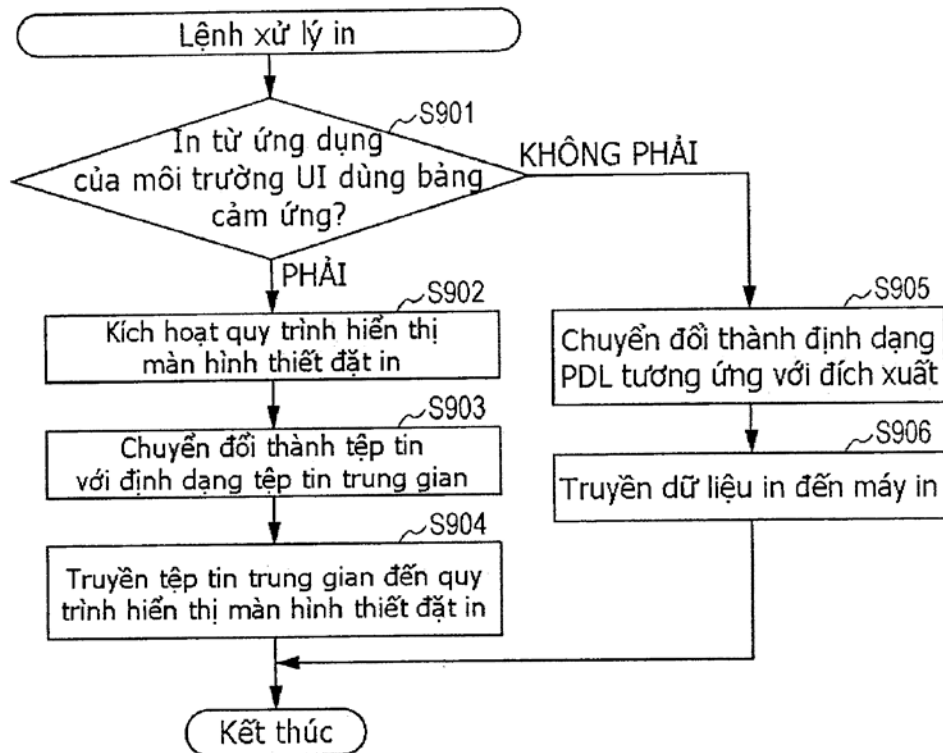 Lệnh xử lý in
S901
In từ ứng dụng
của môi trường UI dùng bảng
cảm ứng?
KHÔNG PHẢI
PHẢI
S902
Kích hoạt quy trình hiển thị
màn hình thiết đặt in
S903
Chuyển đổi thành tệp tin
với định dạng tệp tin trung gian
S904
Truyền tệp tin trung gian đến quy
trình hiển thị màn hình thiết đặt in
S905
Chuyển đổi thành định dạng
PDL tương ứng với đích xuất
S906
Truyền dữ liệu in đến máy in
Kết thúc